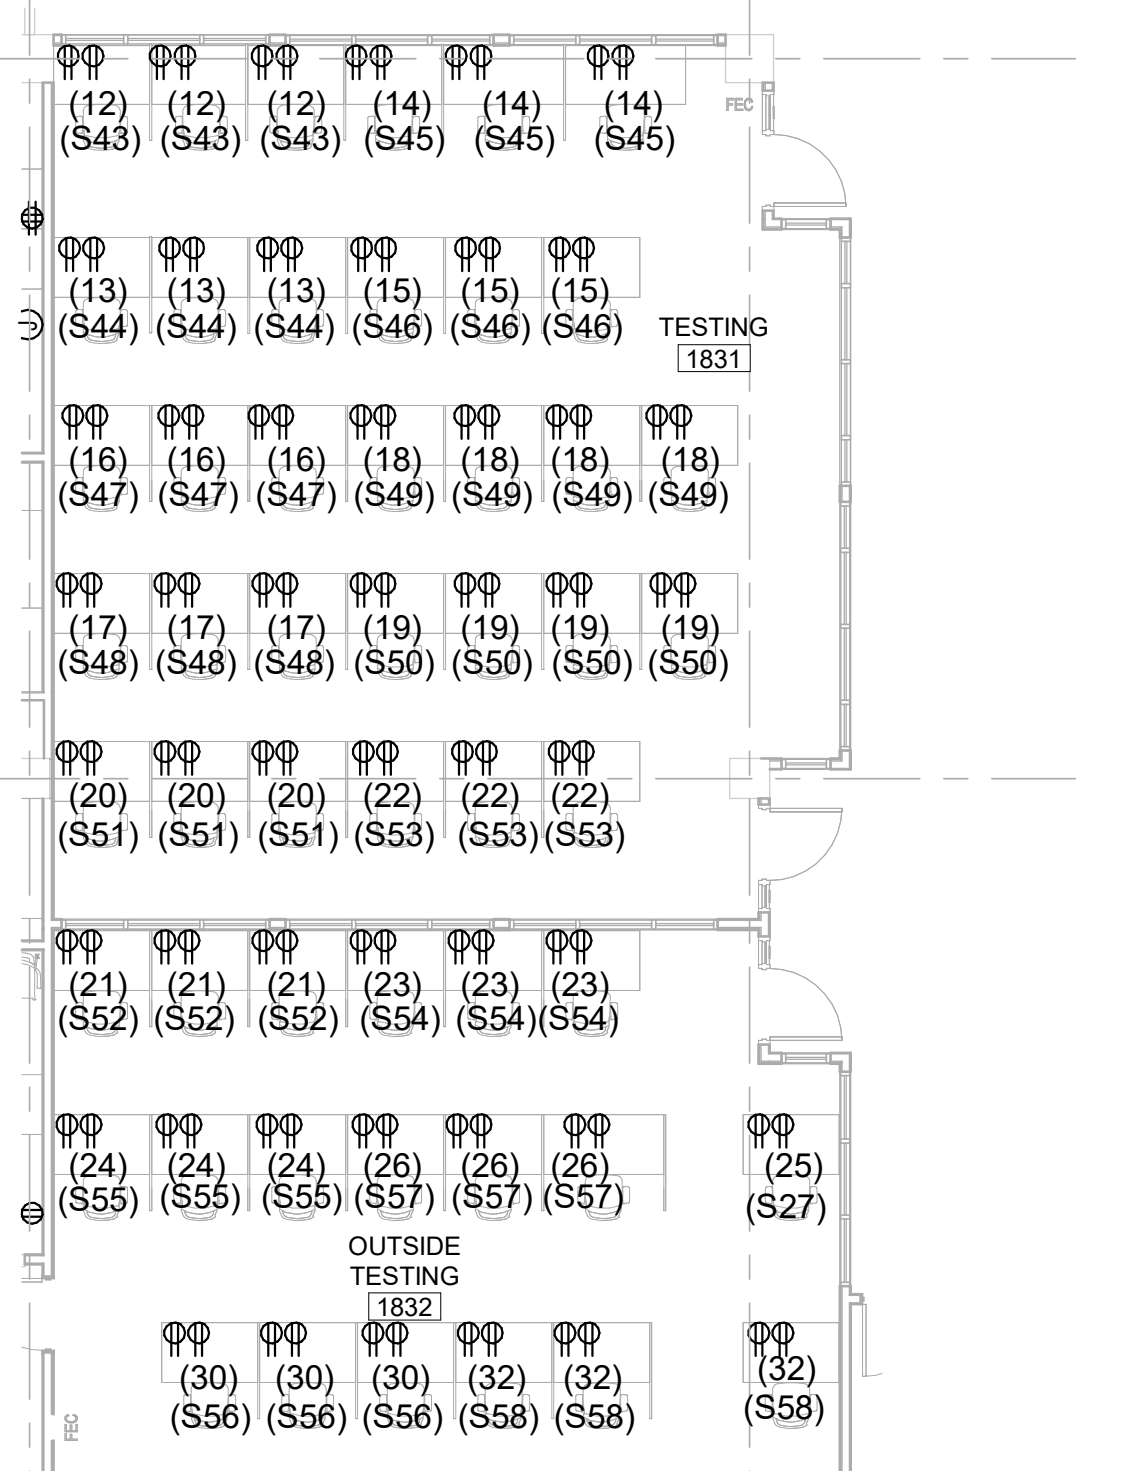 (12) (12) (12) (14) (14) (14)
(S43) (S43) (S43) (S45) (S45) (S45)
FEC
(13) (13) (13) (15) (15) (15)
(S44) (S44) (S44) (S46) (S46) (S46)
TESTING
1831
(16) (16) (16) (18) (18) (18) (18)
(S47) (S47) (S47) (S49) (S49) (S49) (S49)
(17) (17) (17) (19) (19) (19) (19)
(S48) (S48) (S48) (S50) (S50) (S50) (S50)
(20) (20) (20) (22) (22) (22)
(S51) (S51) (S51) (S53) (S53) (S53)
(21) (21) (21) (23) (23) (23)
(S52) (S52) (S52) (S54) (S54) (S54)
(24) (24) (24) (26) (26) (26) (25)
(S55) (S55) (S55) (S57) (S57) (S57) (S27)
OUTSIDE
TESTING
1832
(30) (30) (30) (32) (32) (32)
(S56) (S56) (S56) (S58) (S58) (S58)
FEC